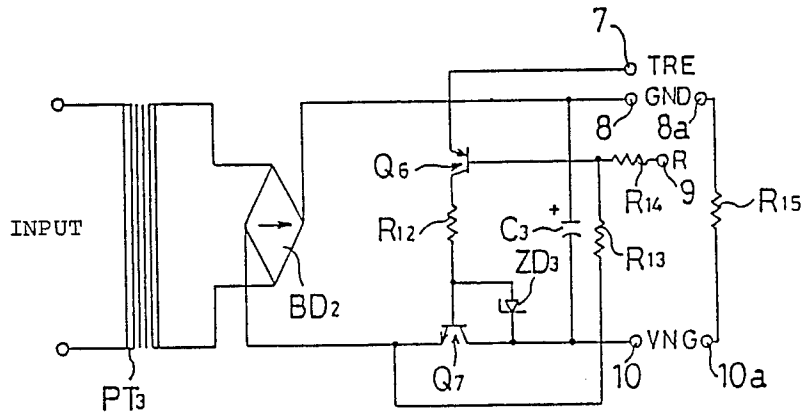 7
TRE
GND
8
8a
Q6
R
9
R14
R15
INPUT
R12
C3
+
R13
ZD3
BD2
Q7
10
VNG
10a
PT3